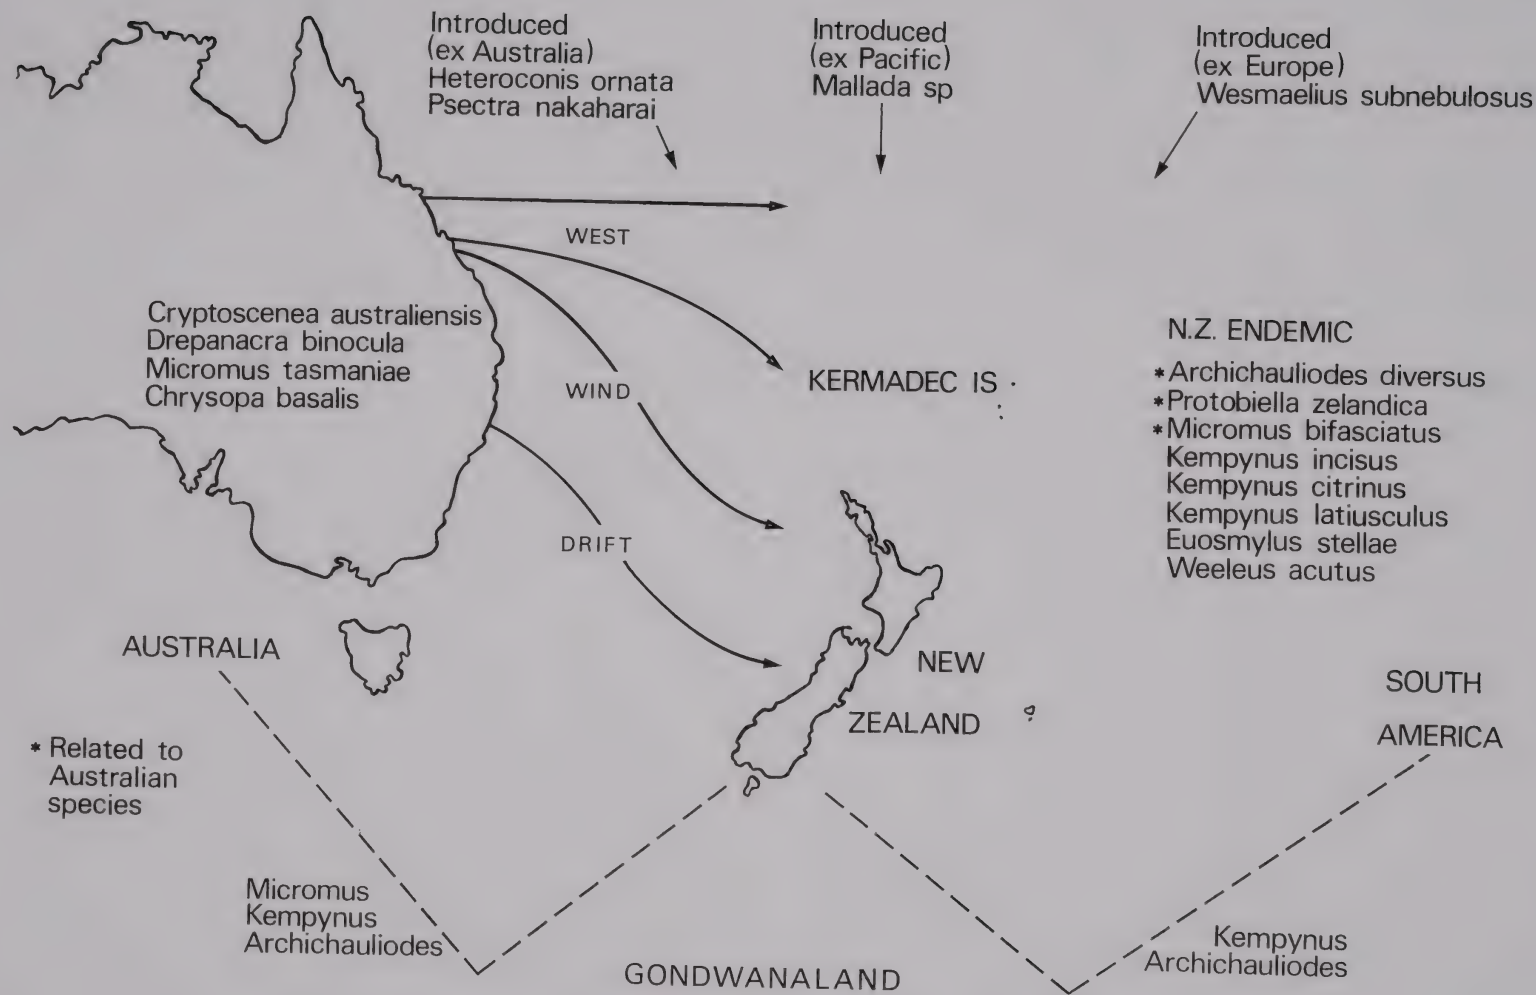 Introduced
(ex Australia)
Heteroconis ornata
Psectra nakaharai
Introduced
(ex Pacific)
Mallada sp
Introduced
(ex Europe)
Wesmaelius subnebulosus
WEST
WIND
DRIFT
Cryptoscenea australiensis
Drepanacra binocula
Micromus tasmaniae
Chrysopa basalis
KERMADEC IS
N.Z. ENDEMIC
*Archichauliodes diversus
*Protobiella zelandica
*Micromus bifasciatus
Kempynus incisus
Kempynus citrinus
Kempynus latiusculus
Euosmylus stellae
Weeleus acutus
AUSTRALIA
NEW
ZEALAND
SOUTH
AMERICA
* Related to
Australian
species
Micromus
Kempynus
Archichauliodes
GONDWANALAND
Kempynus
Archichauliodes